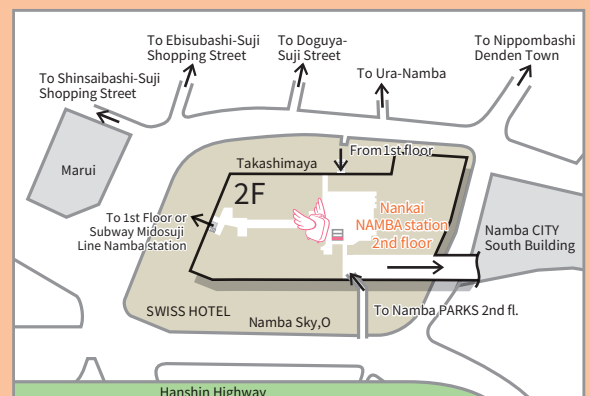 To Ebisubashi-Suji
Shopping Street
To Doguya-
Suji Street
To Nippombashi
Denden Town
To Shinsaibashi-Suji
Shopping Street
To Ura-Namba
Marui
Takashimaya
From1st floor
2F
Nankai
NAMBA station
2nd floor
To 1st Floor or
Subway Midosuji
Line Namba station
Namba CITY
South Building
SWISS HOTEL
Namba Sky,O
To Namba PARKS 2nd fl.
Hanshin Highway